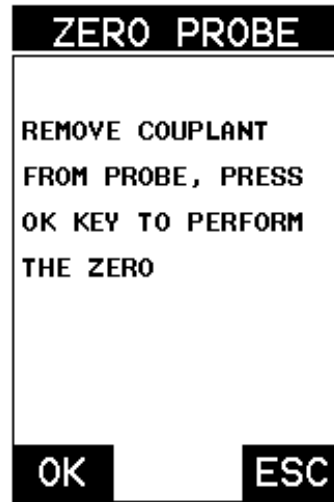 ZERO PROBE
REMOVE COUPLANT
FROM PROBE, PRESS
OK KEY TO PERFORM
THE ZERO
OK ESC